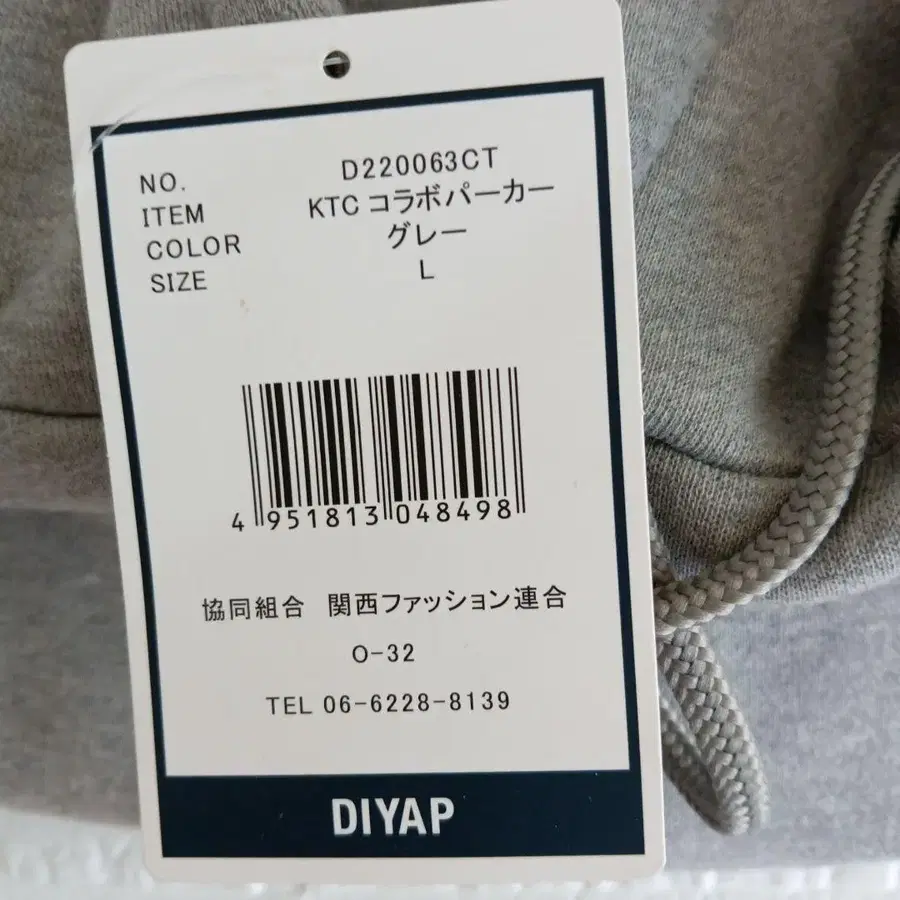 NO. D220063CT
ITEM KTC コラボパーカー
COLOR グレー
SIZE L
4 951813 048498
協同組合 関西ファッション連合
O-32
TEL 06-6228-8139
DIYAP